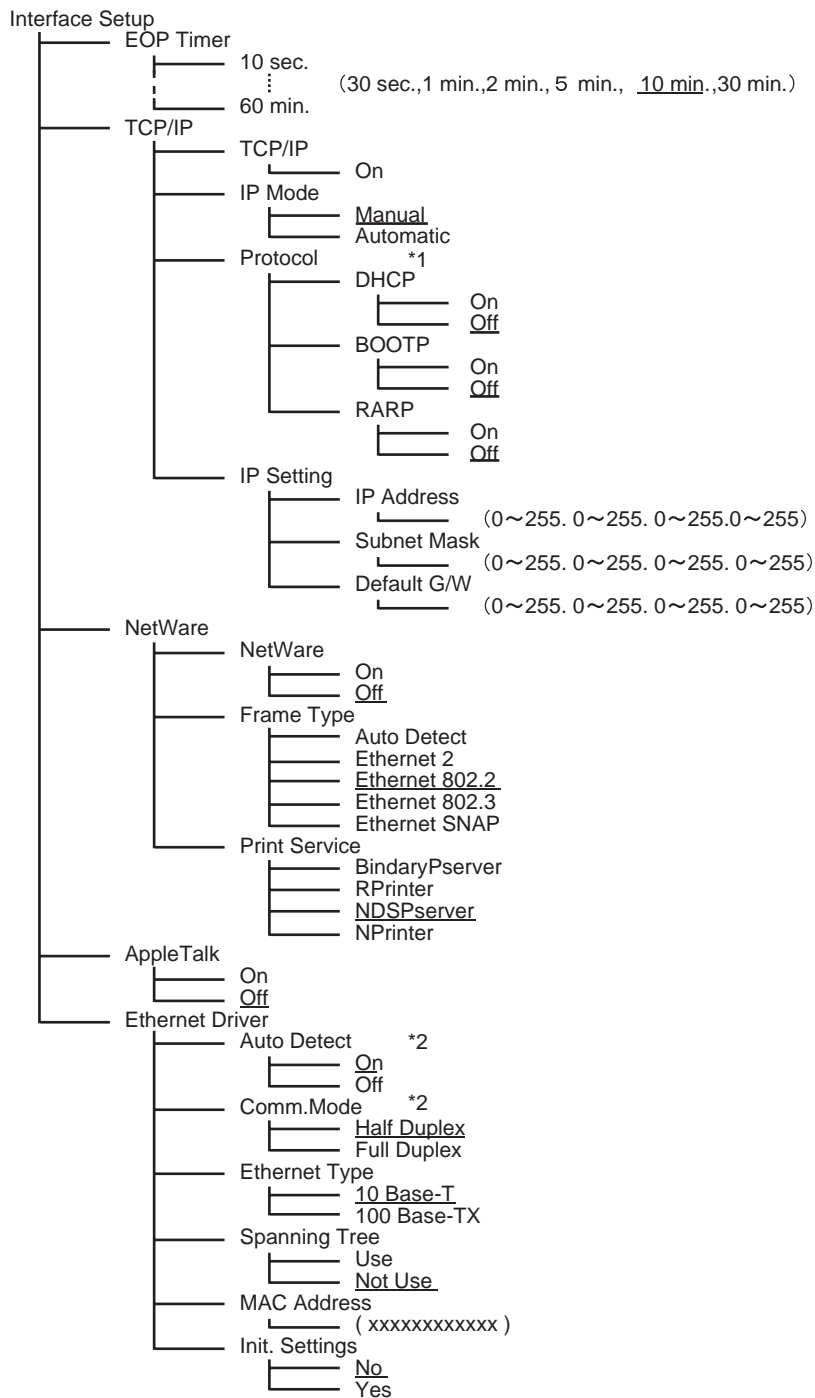 Interface Setup
EOP Timer
10 sec.
(30 sec.,1 min.,2 min.,５ min., 10 min.,30 min.)
60 min.
TCP/IP
TCP/IP
On
IP Mode
Manual
Automatic
Protocol *1
DHCP
On
Off
BOOTP
On
Off
RARP
On
Off
IP Setting
IP Address
(0～255. 0～255. 0～255.0～255)
Subnet Mask
(0～255. 0～255. 0～255. 0～255)
Default G/W
(0～255. 0～255. 0～255. 0～255)
NetWare
NetWare
On
Off
Frame Type
Auto Detect
Ethernet 2
Ethernet 802.2
Ethernet 802.3
Ethernet SNAP
Print Service
BindaryPserver
RPrinter
NDSPserver
NPrinter
AppleTalk
On
Off
Ethernet Driver
Auto Detect *2
On
Off
Comm.Mode *2
Half Duplex
Full Duplex
Ethernet Type
10 Base-T
100 Base-TX
Spanning Tree
Use
Not Use
MAC Address
( xxxxxxxxxxxx )
Init. Settings
No
Yes